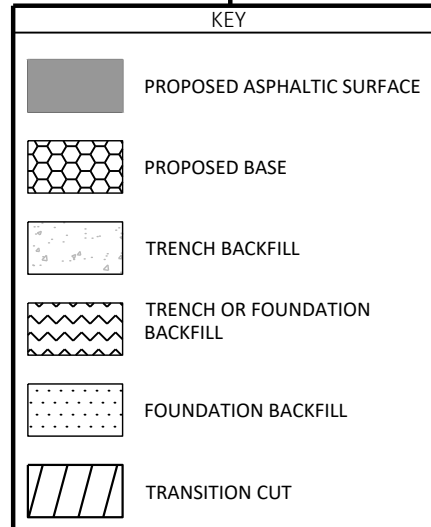 KEY
PROPOSED ASPHALTIC SURFACE
PROPOSED BASE
TRENCH BACKFILL
TRENCH OR FOUNDATION
BACKFILL
FOUNDATION BACKFILL
TRANSITION CUT